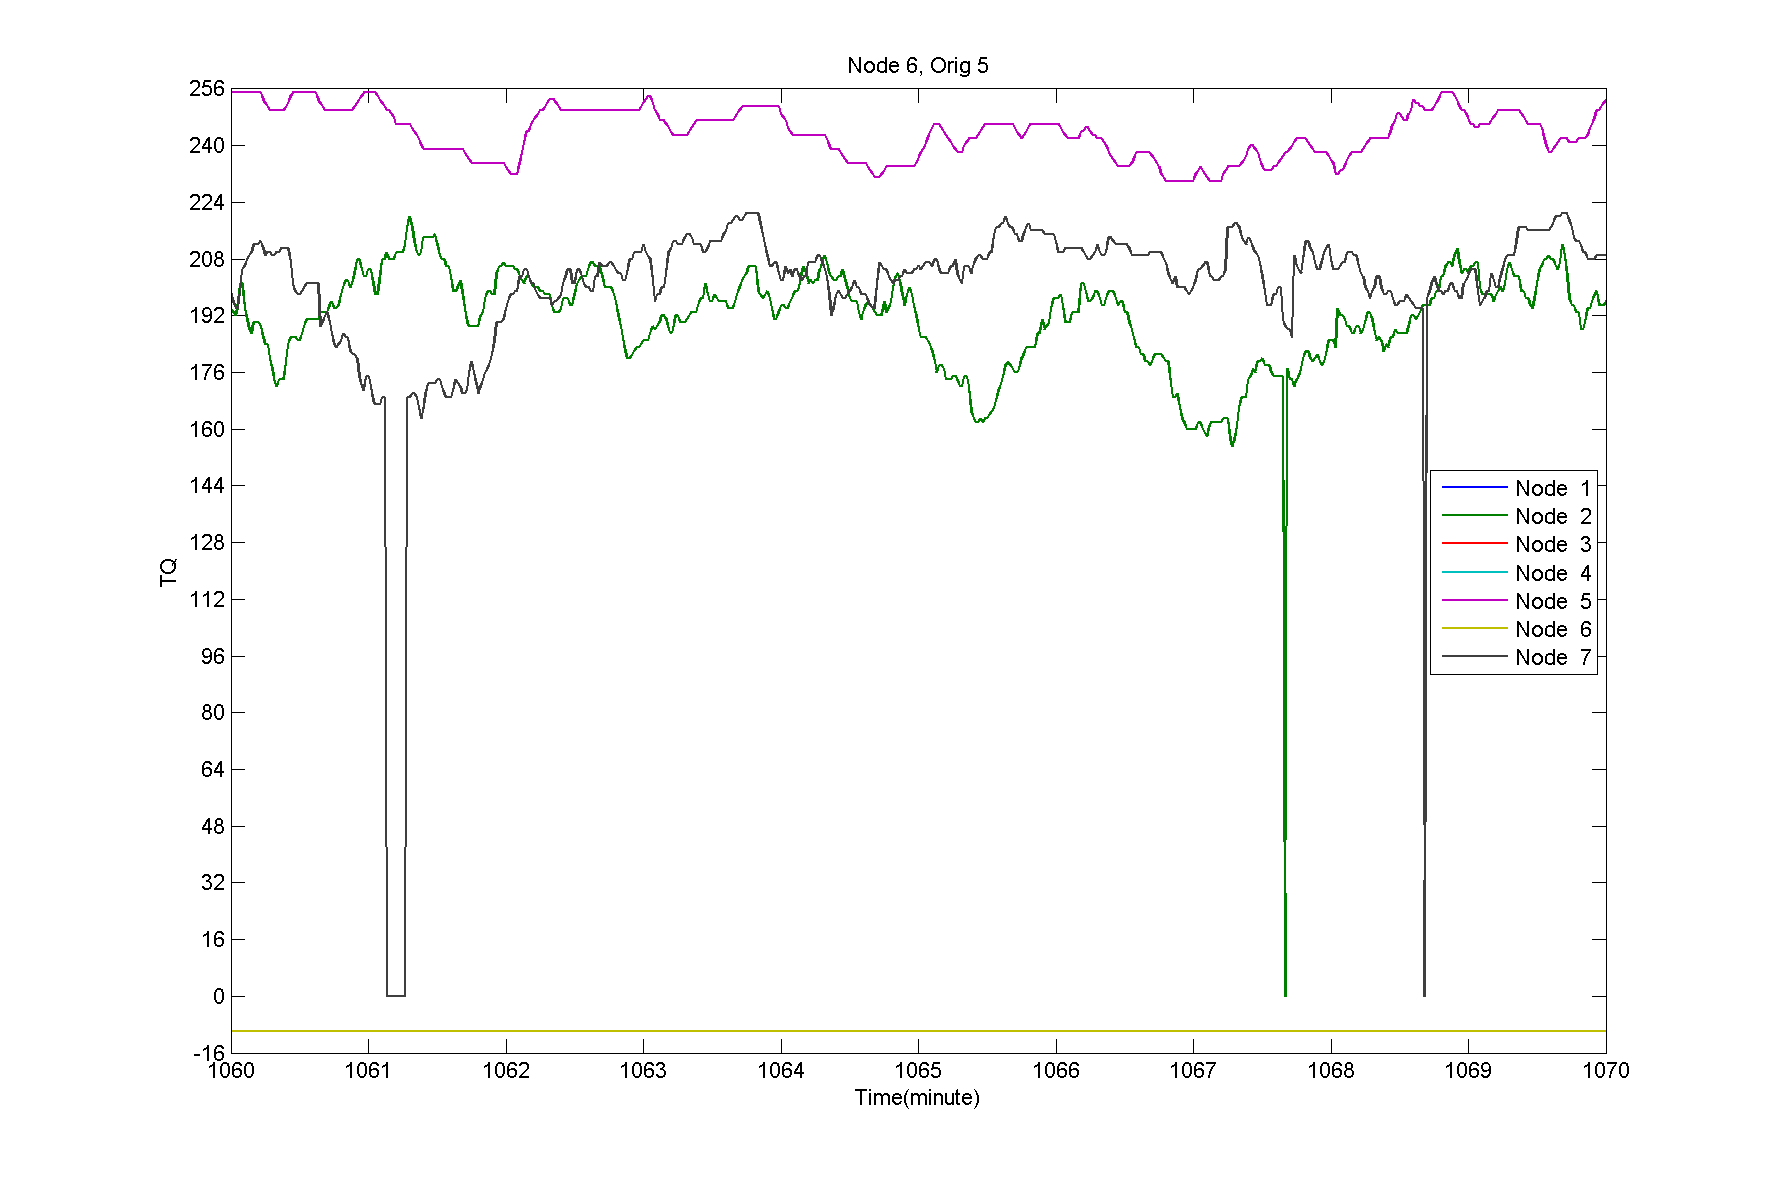 Node 6, Orig 5
256
240
224
208
192
176
160
144
128
112
96
80
64
48
32
16
0
-16
TQ
Node 1
Node 2
Node 3
Node 4
Node 5
Node 6
Node 7
1060 1061 1062 1063 1064 1065 1066 1067 1068 1069 1070
Time(minute)